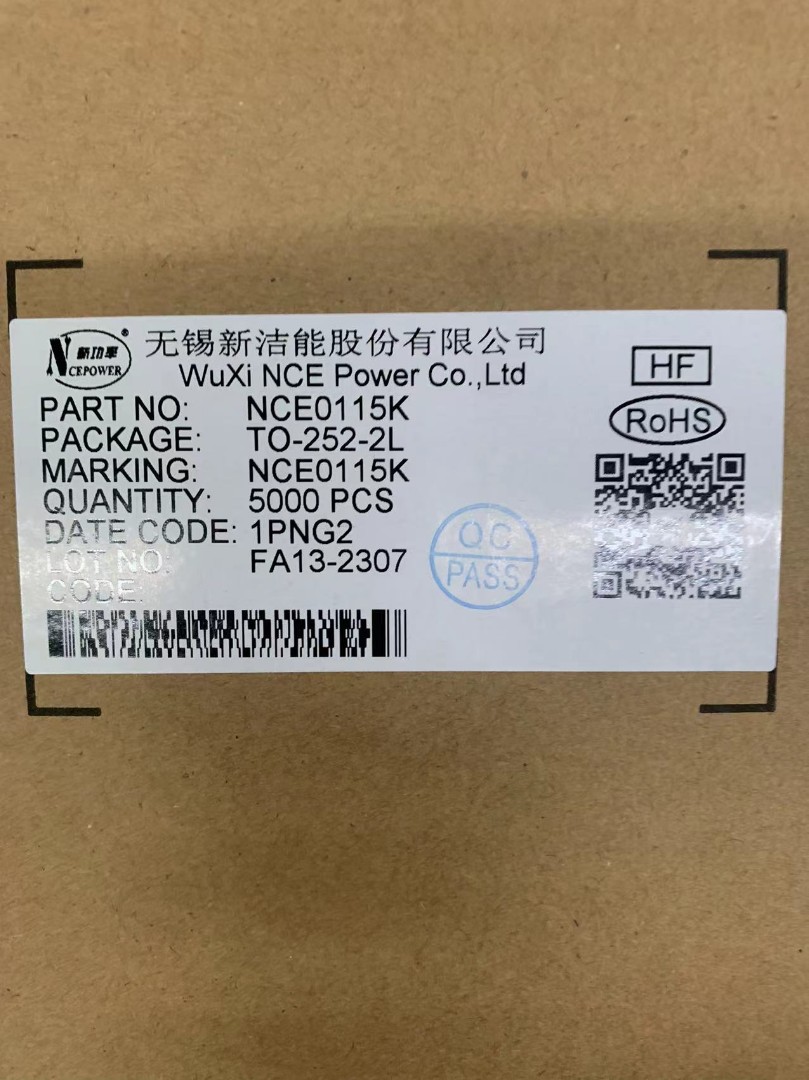 新功率 ®
NCEPOWER
无锡新洁能股份有限公司
WuXi NCE Power Co.,Ltd
HF
RoHS
PART NO: NCE0115K
PACKAGE: TO-252-2L
MARKING: NCE0115K
QUANTITY: 5000 PCS
DATE CODE: 1PNG2
LOT NO: FA13-2307
CODE:
QC
PASS